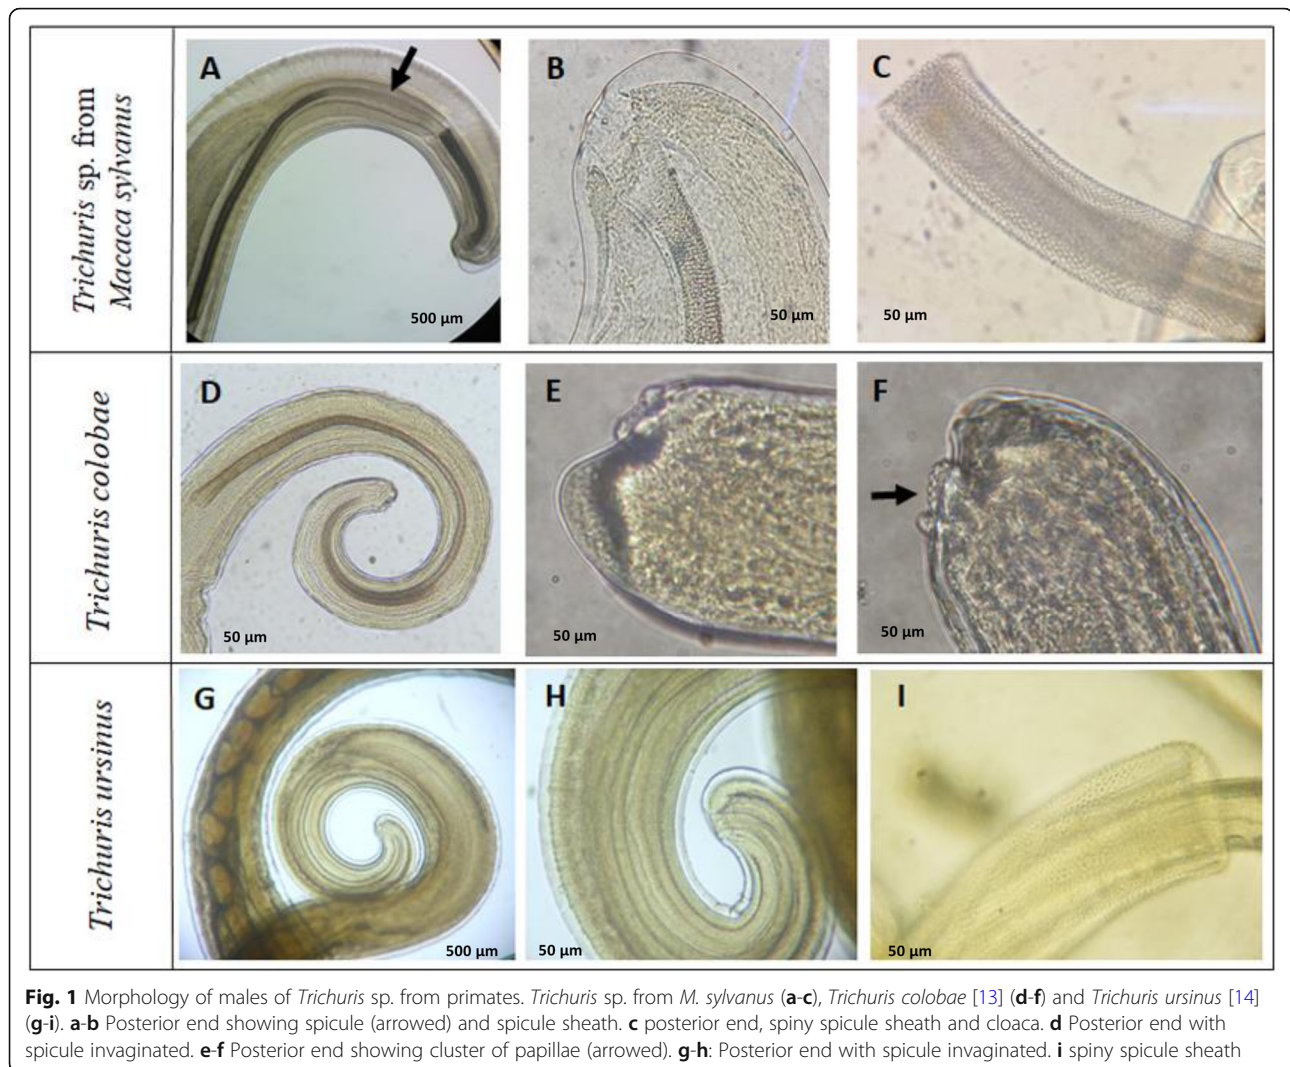 Trichuris sp. from
Macaca sylvanus
A
500 µm
B
50 µm
C
50 µm
Trichuris colobae
D
50 µm
E
50 µm
F
50 µm
Trichuris ursinus
G
500 µm
H
50 µm
I
50 µm
Fig. 1 Morphology of males of Trichuris sp. from primates. Trichuris sp. from M. sylvanus (a-c), Trichuris colobae [13] (d-f) and Trichuris ursinus [14]
(g-i). a-b Posterior end showing spicule (arrowed) and spicule sheath. c posterior end, spiny spicule sheath and cloaca. d Posterior end with
spicule invaginated. e-f Posterior end showing cluster of papillae (arrowed). g-h: Posterior end with spicule invaginated. i spiny spicule sheath